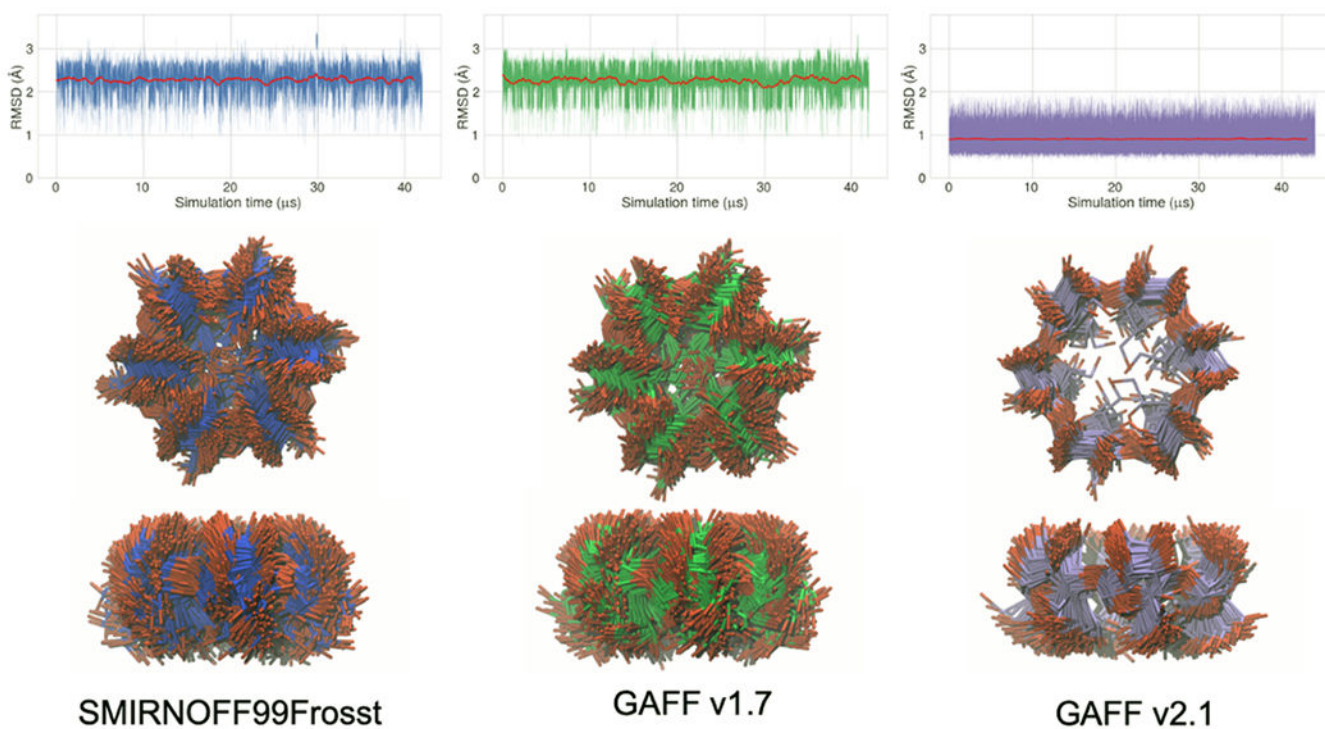 RMSD (Å)
3
2
1
0
0 10 20 30 40
Simulation time (μs)
RMSD (Å)
3
2
1
0
0 10 20 30 40
Simulation time (μs)
RMSD (Å)
3
2
1
0
0 10 20 30 40
Simulation time (μs)
SMIRNOFF99Frosst
GAFF v1.7
GAFF v2.1